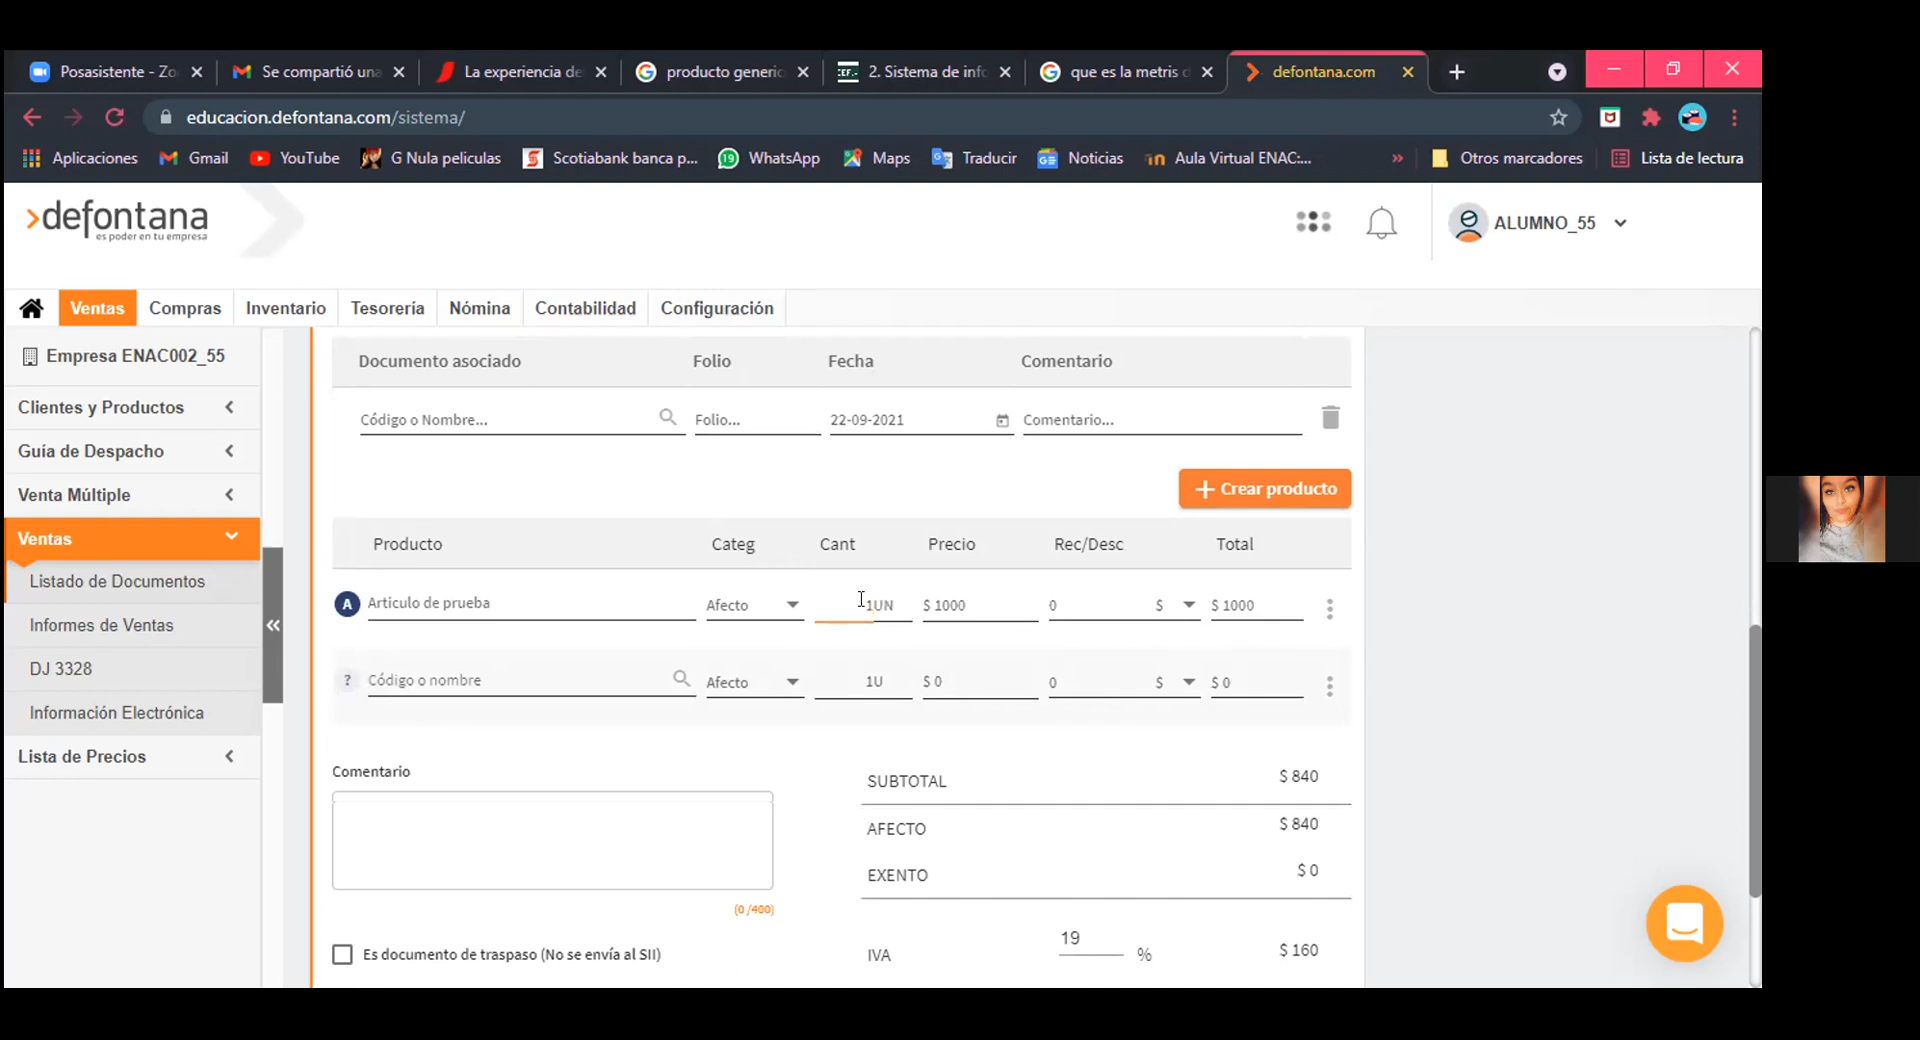 Posasistente - Zo
Se compartió una
La experiencia de
producto generic
2. Sistema de info
que es la metris d
defontana.com
educacion.defontana.com/sistema/
Aplicaciones
Gmail
YouTube
G Nula peliculas
Scotiabank banca p...
WhatsApp
Maps
Traducir
Noticias
Aula Virtual ENAC:...
»
Otros marcadores
Lista de lectura
defontana
es poder en tu empresa
ALUMNO_55
Ventas
Compras
Inventario
Tesorería
Nómina
Contabilidad
Configuración
Empresa ENAC002_55
Clientes y Productos
Guía de Despacho
Venta Múltiple
Ventas
Listado de Documentos
Informes de Ventas
DJ 3328
Información Electrónica
Lista de Precios
Documento asociado Folio Fecha Comentario
Código o Nombre... Folio... 22-09-2021 Comentario...
+ Crear producto
Producto Categ Cant Precio Rec/Desc Total
A Articulo de prueba Afecto 1UN $ 1000 0 $ $ 1000
? Código o nombre Afecto 1U $ 0 0 $ $ 0
Comentario
(0 /400)
Es documento de traspaso (No se envía al SII)
SUBTOTAL $ 840
AFECTO $ 840
EXENTO $ 0
IVA 19 % $ 160